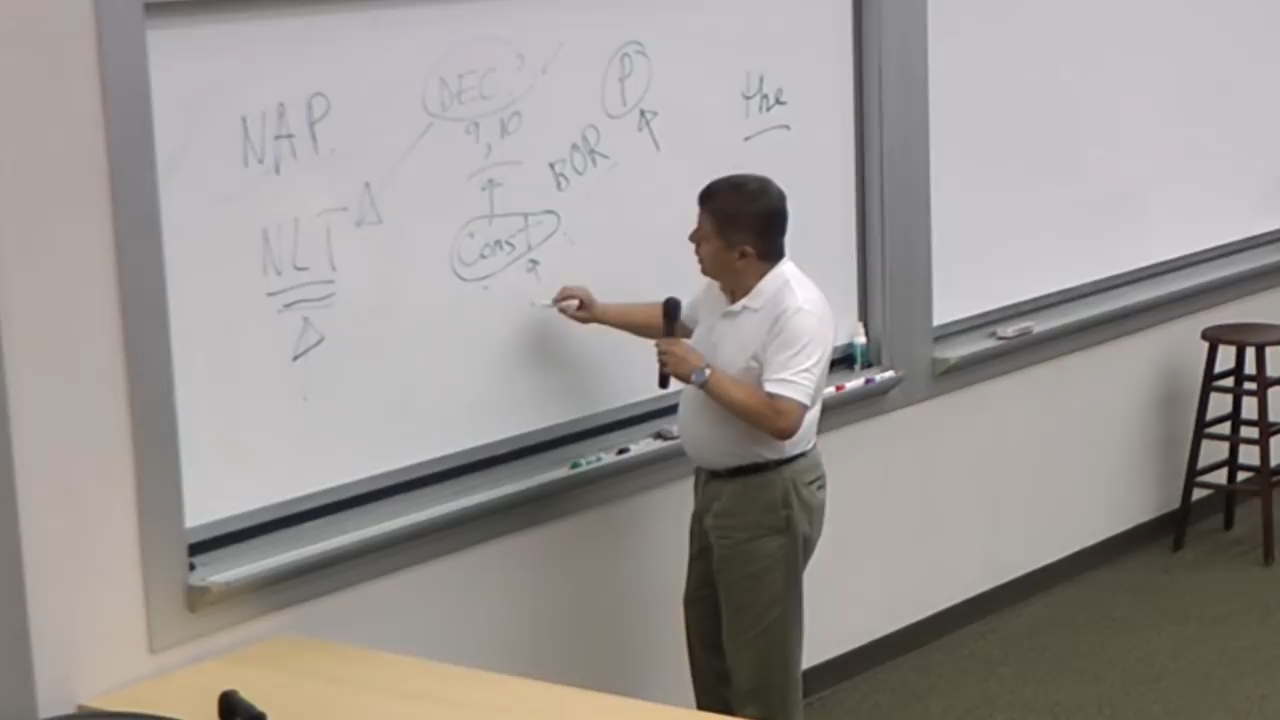 NAP.
DEC?
9, 10
P
the
BOR
NLT
Const